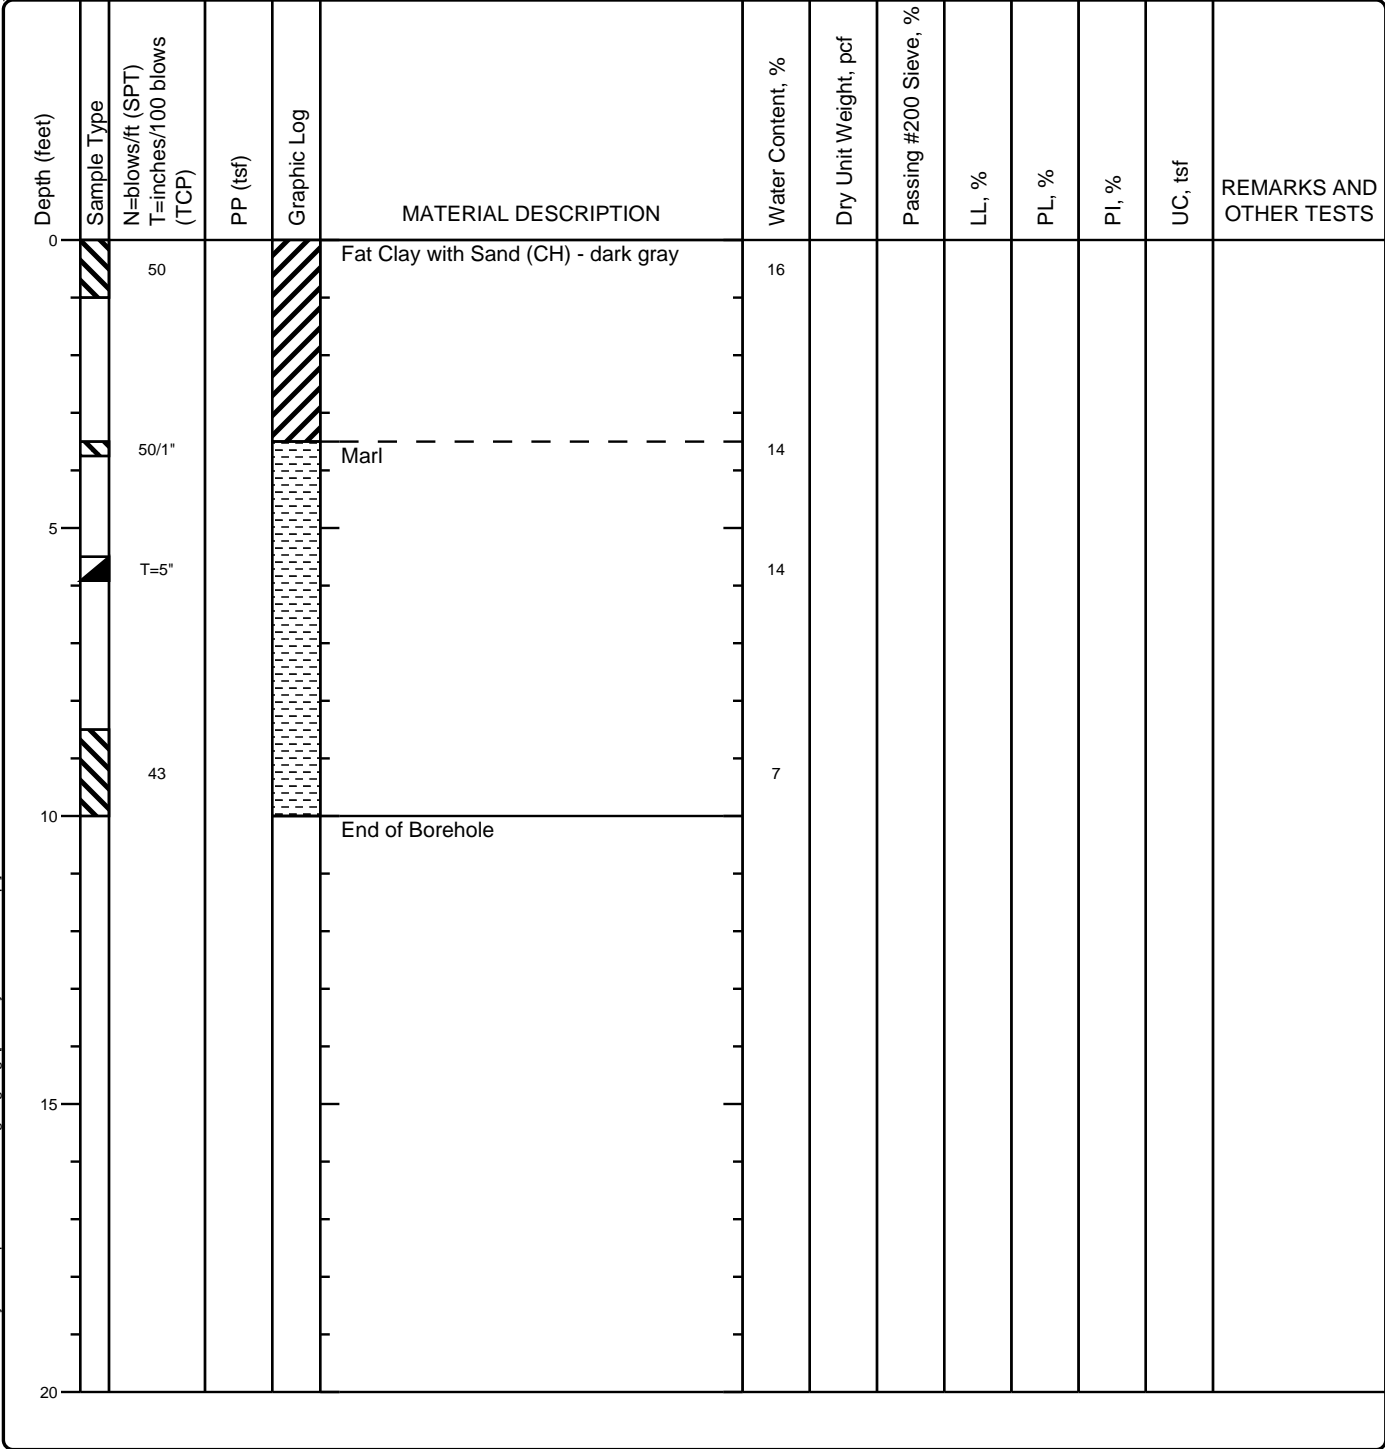 Depth (feet)
Sample Type
N=blows/ft (SPT)
T=inches/100 blows
(TCP)
PP (tsf)
Graphic Log
MATERIAL DESCRIPTION
Water Content, %
Dry Unit Weight, pcf
Passing #200 Sieve, %
LL, %
PL, %
PI, %
UC, tsf
REMARKS AND
OTHER TESTS
0
Fat Clay with Sand (CH) - dark gray
50
16
50/1"
14
Marl
5
T=5"
14
43
7
10
End of Borehole
15
20